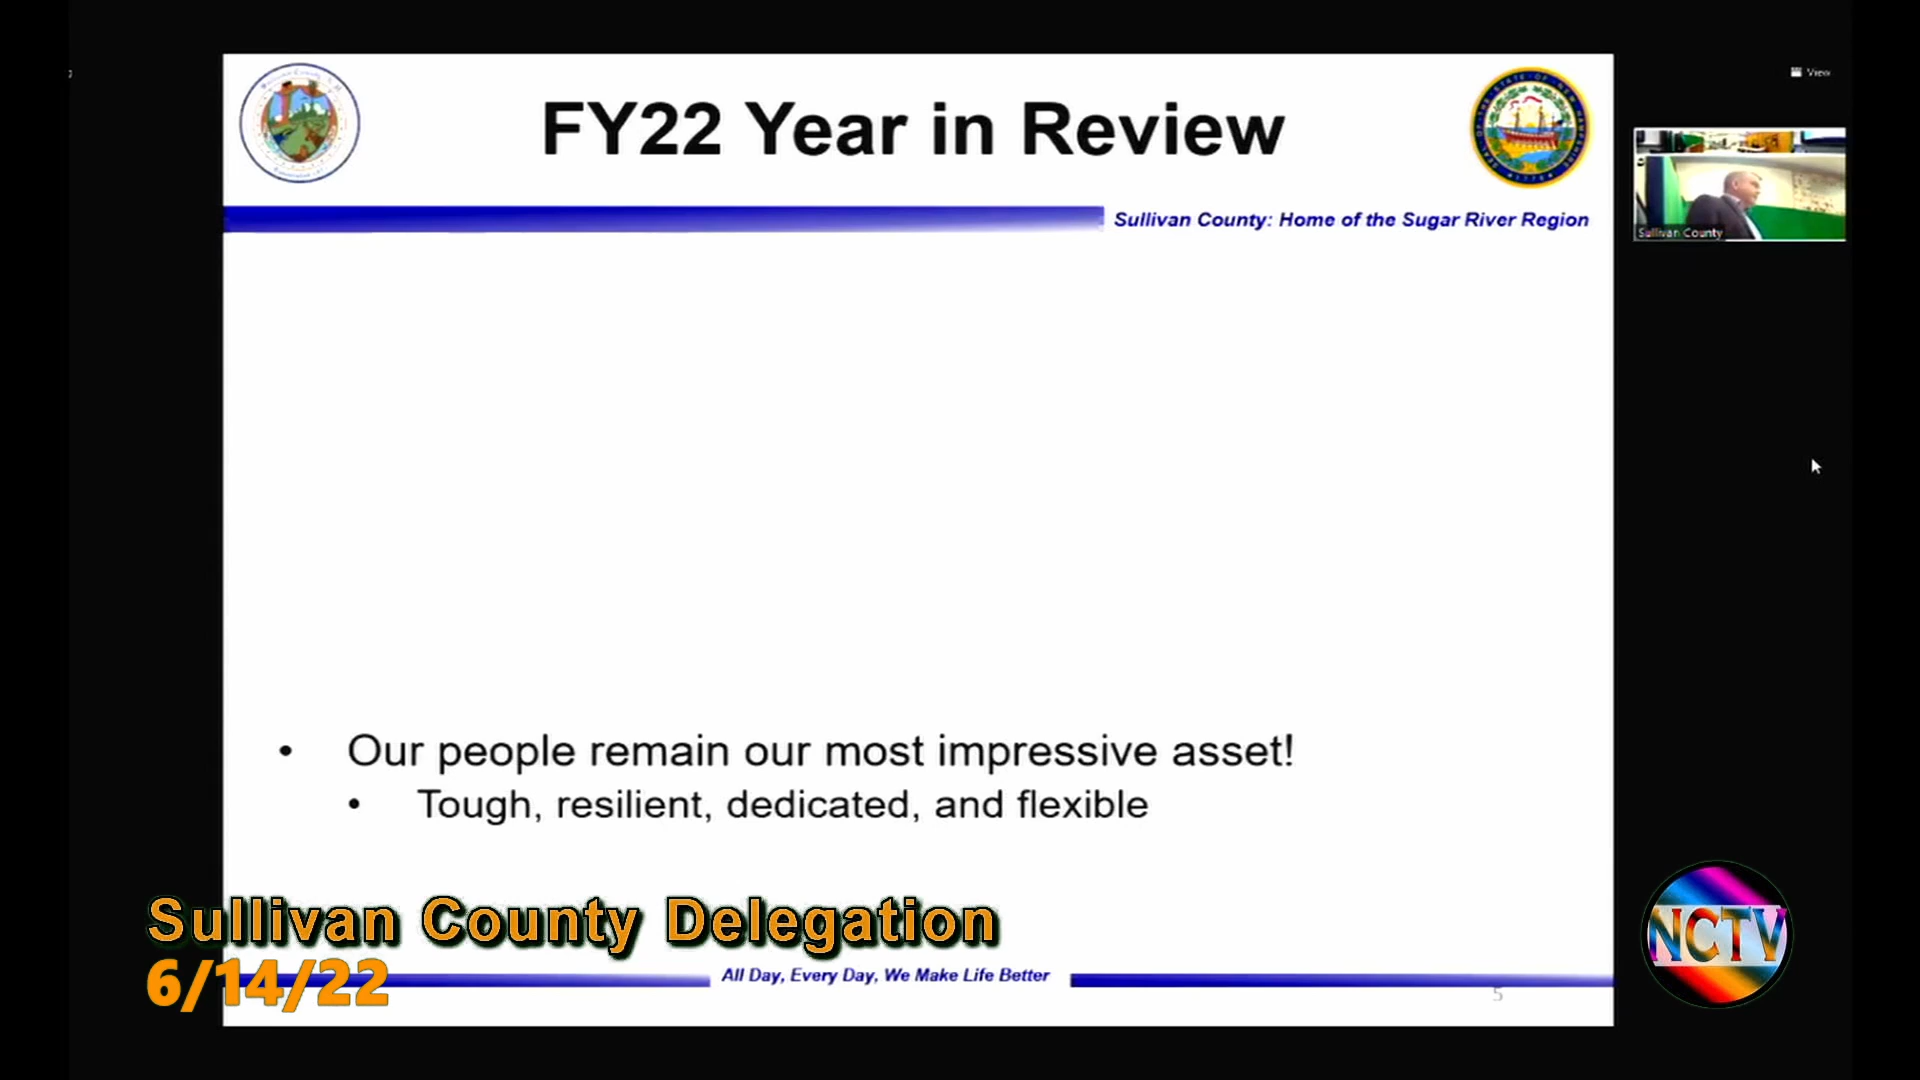 View
FY22 Year in Review
Sullivan County: Home of the Sugar River Region
Sullivan County
• Our people remain our most impressive asset!
• Tough, resilient, dedicated, and flexible
Sullivan County Delegation
6/14/22
All Day, Every Day, We Make Life Better
5
NCTV